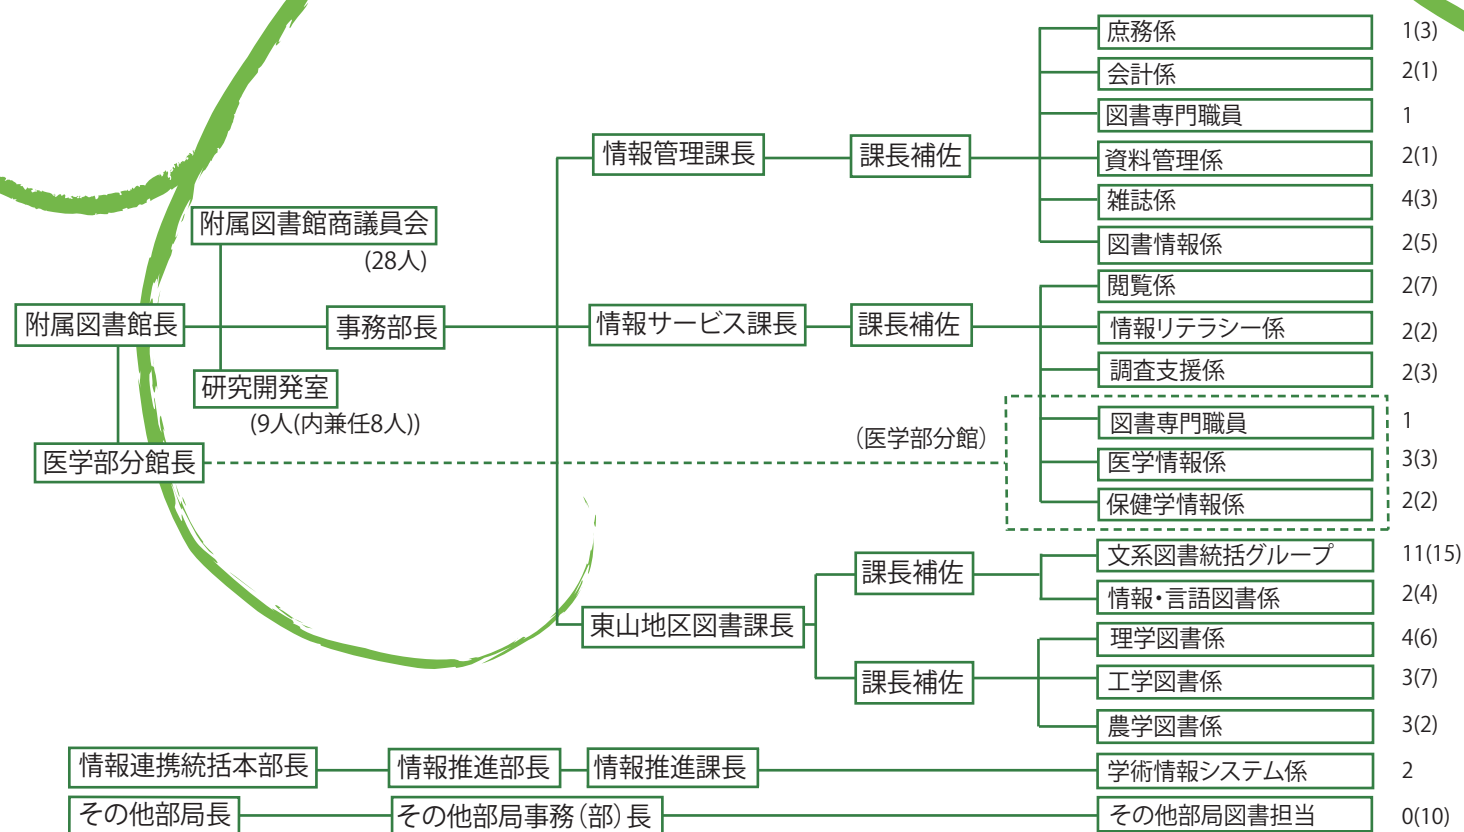 庶務係 1(3)
会計係 2(1)
図書専門職員 1
情報管理課長 課長補佐 資料管理係 2(1)
雑誌係 4(3)
附属図書館商議員会
(28人)
図書情報係 2(5)
閲覧係 2(7)
附属図書館長 事務部長 情報サービス課長 課長補佐 情報リテラシー係 2(2)
調査支援係 2(3)
研究開発室
(9人(内兼任8人))
(医学部分館)
図書専門職員 1
医学部分館長 医学情報係 3(3)
保健学情報係 2(2)
課長補佐 文系図書統括グループ 11(15)
情報・言語図書係 2(4)
東山地区図書課長
理学図書係 4(6)
課長補佐 工学図書係 3(7)
農学図書係 3(2)
情報連携統括本部長 情報推進部長 情報推進課長 学術情報システム係 2
その他部局長 その他部局事務(部)長 その他部局図書担当 0(10)